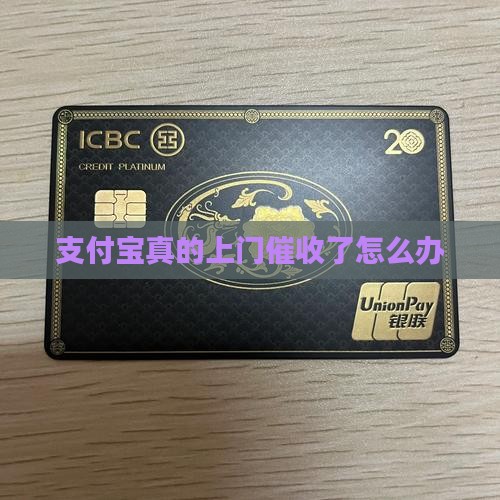 ICBC
20
CREDIT PLATINUM
支付宝真的上门催收了怎么办
UnionPay
银联